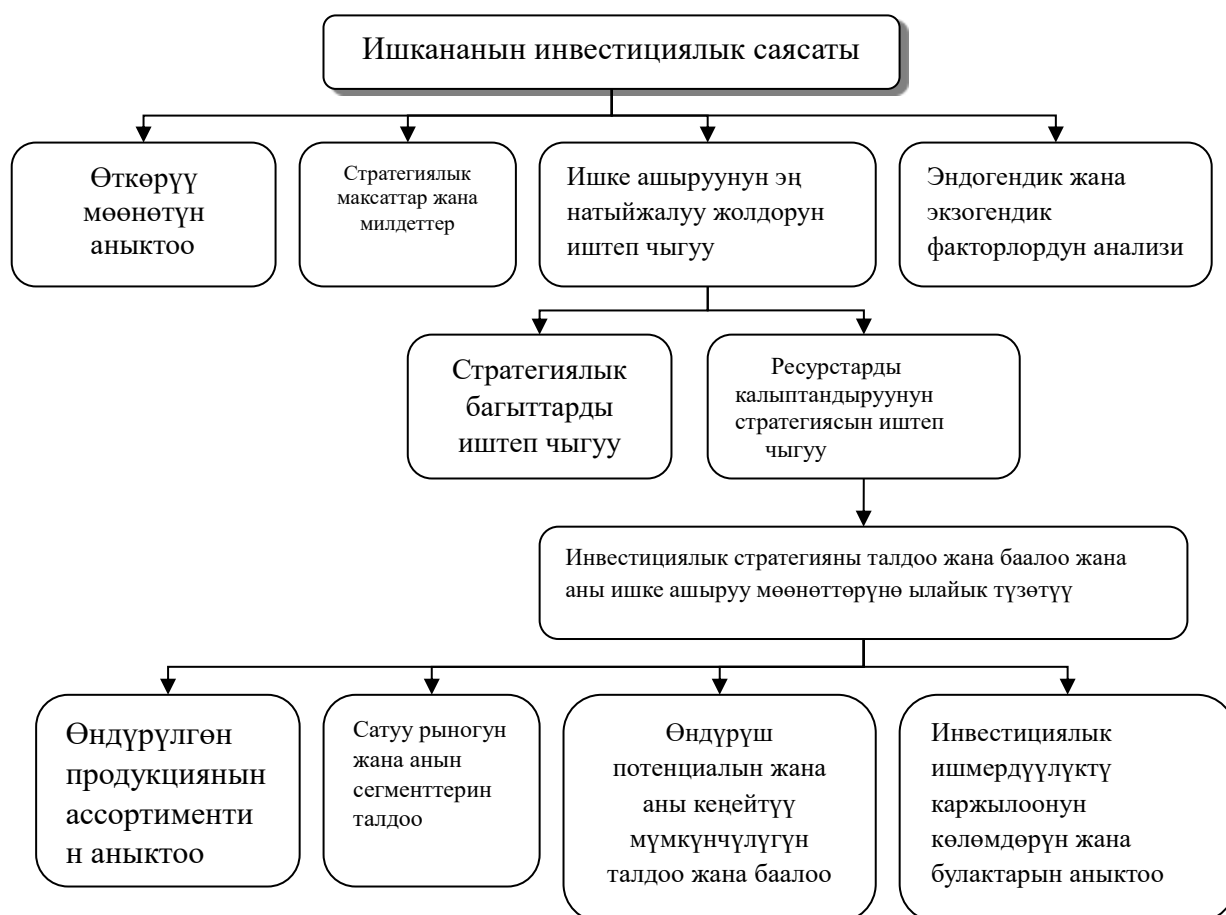 Ишкананын инвестициялык саясаты
Өткөрүү
мөөнөтүн
аныктоо
Стратегиялык
максаттар жана
милдеттер
Ишке ашыруунун эң
натыйжалуу жолдорун
иштеп чыгуу
Эндогендик жана
экзогендик
факторлордун анализи
Стратегиялык
багыттарды
иштеп чыгуу
Ресурстарды
калыптандыруунун
стратегиясын иштеп
чыгуу
Инвестициялык стратегияны талдоо жана баалоо жана
аны ишке ашыруу мөөнөттөрүнө ылайык түзөтүү
Өндүрүлгөн
продукциянын
ассортименти
н аныктоо
Сатуу рыногун
жана анын
сегменттерин
талдоо
Өндүрүш
потенциалын жана
аны кеңейтүү
мүмкүнчүлүгүн
талдоо жана баалоо
Инвестициялык
ишмердүүлүктү
каржылоонун
көлөмдөрүн жана
булактарын аныктоо